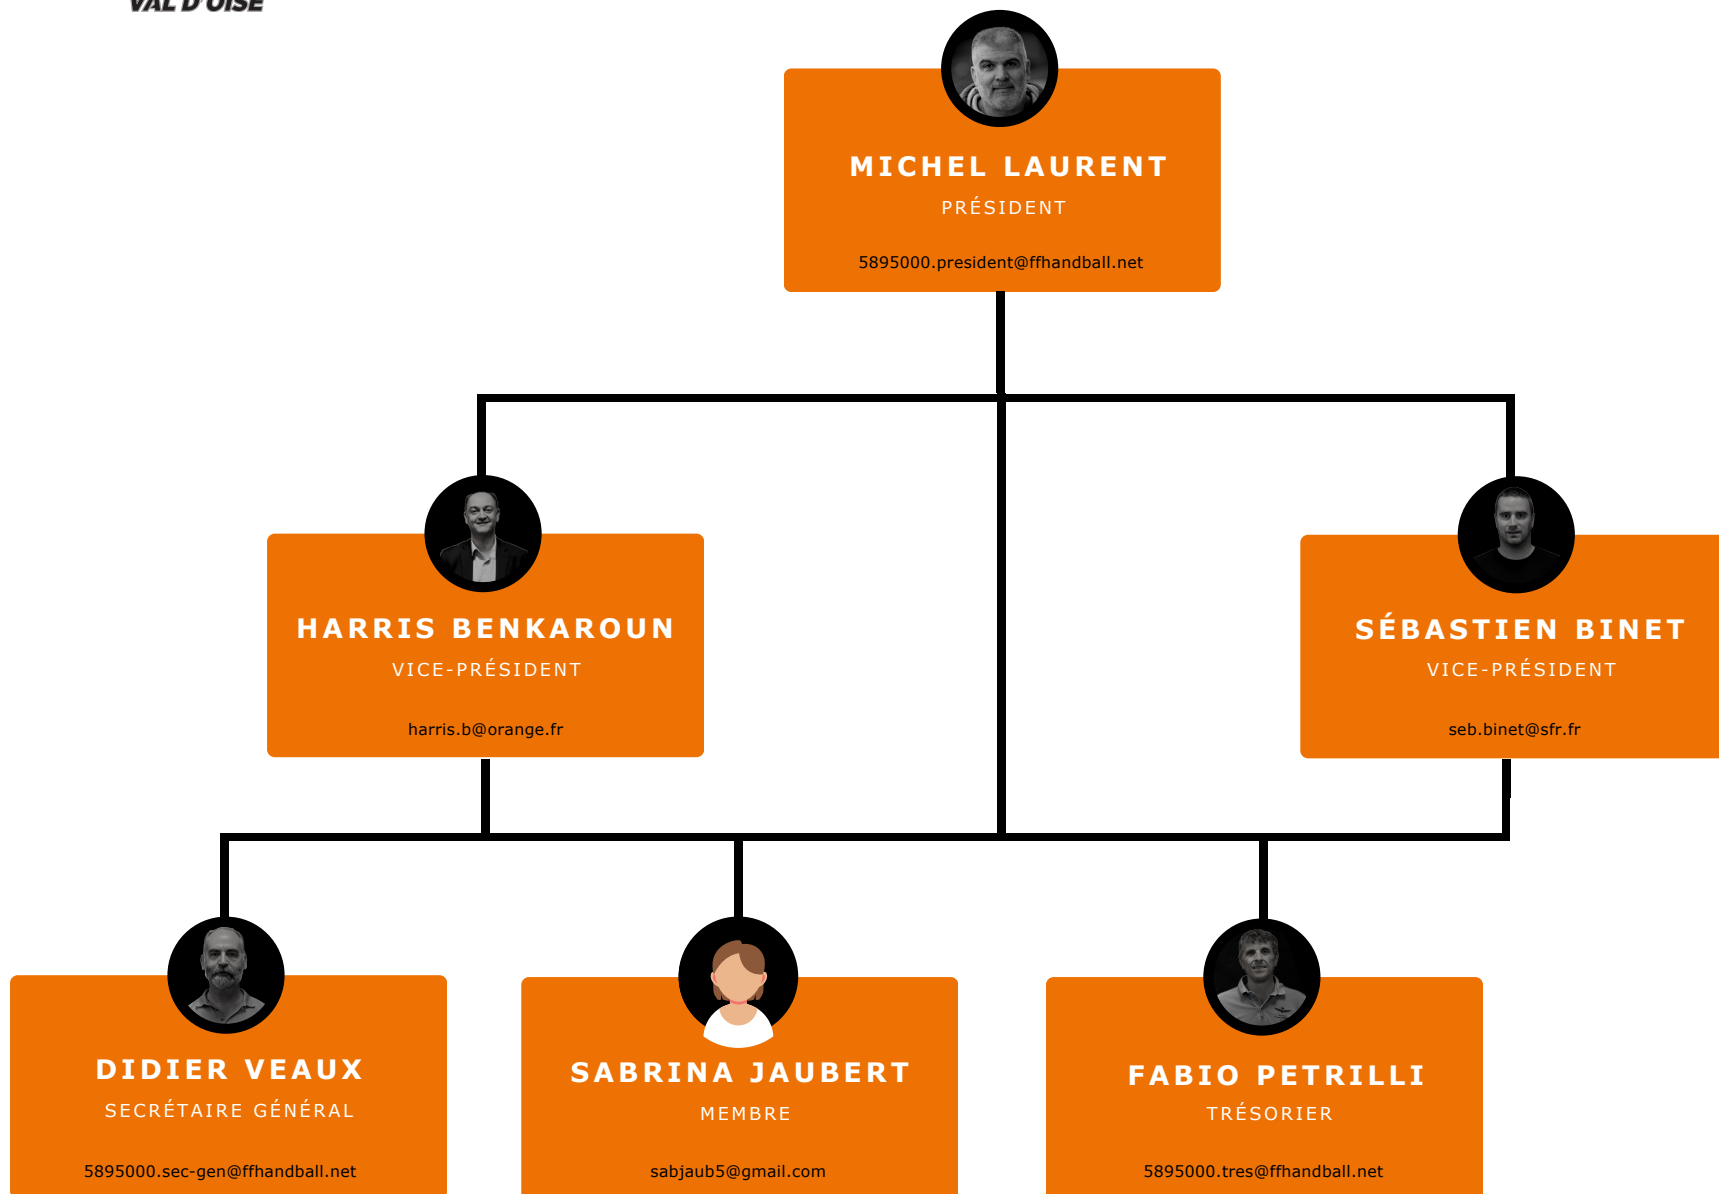 VAL D'OISE
MICHEL LAURENT
PRÉSIDENT
5895000.president@ffhandball.net
HARRIS BENKAROUN
VICE-PRÉSIDENT
harris.b@orange.fr
SÉBASTIEN BINET
VICE-PRÉSIDENT
seb.binet@sfr.fr
DIDIER VEAUX
SECRÉTAIRE GÉNÉRAL
5895000.sec-gen@ffhandball.net
SABRINA JAUBERT
MEMBRE
sabjaub5@gmail.com
FABIO PETRILLI
TRÉSORIER
5895000.tres@ffhandball.net